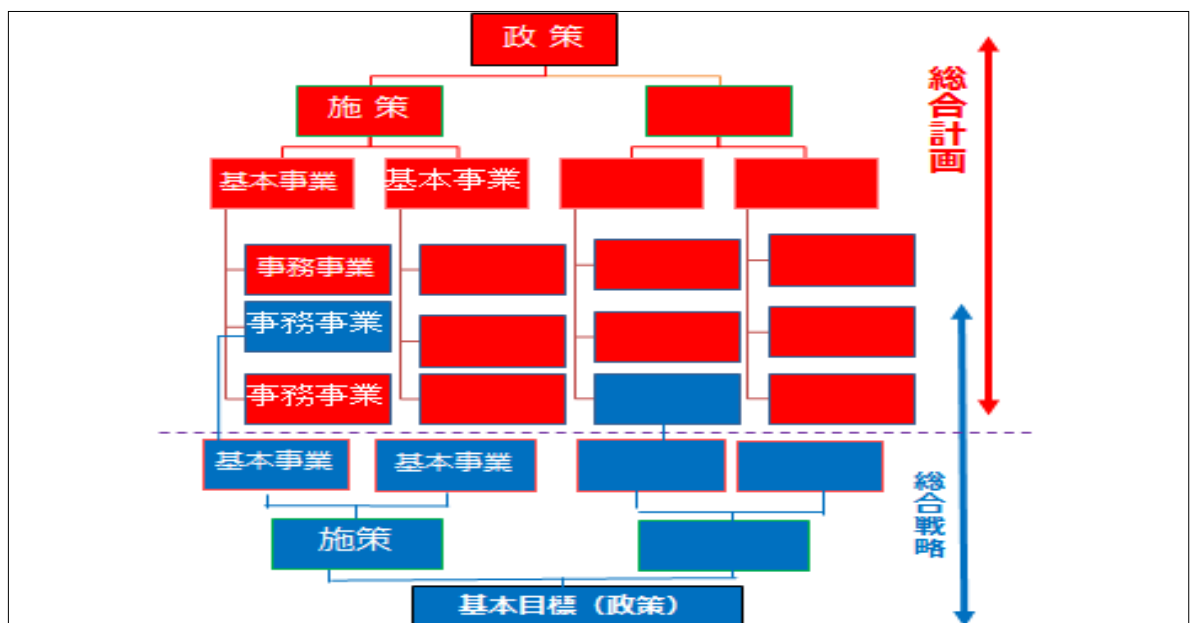 政 策
総合計画
施 策
基本事業
基本事業
事務事業
事務事業
事務事業
基本事業
基本事業
総合戦略
施策
基本目標（政策）